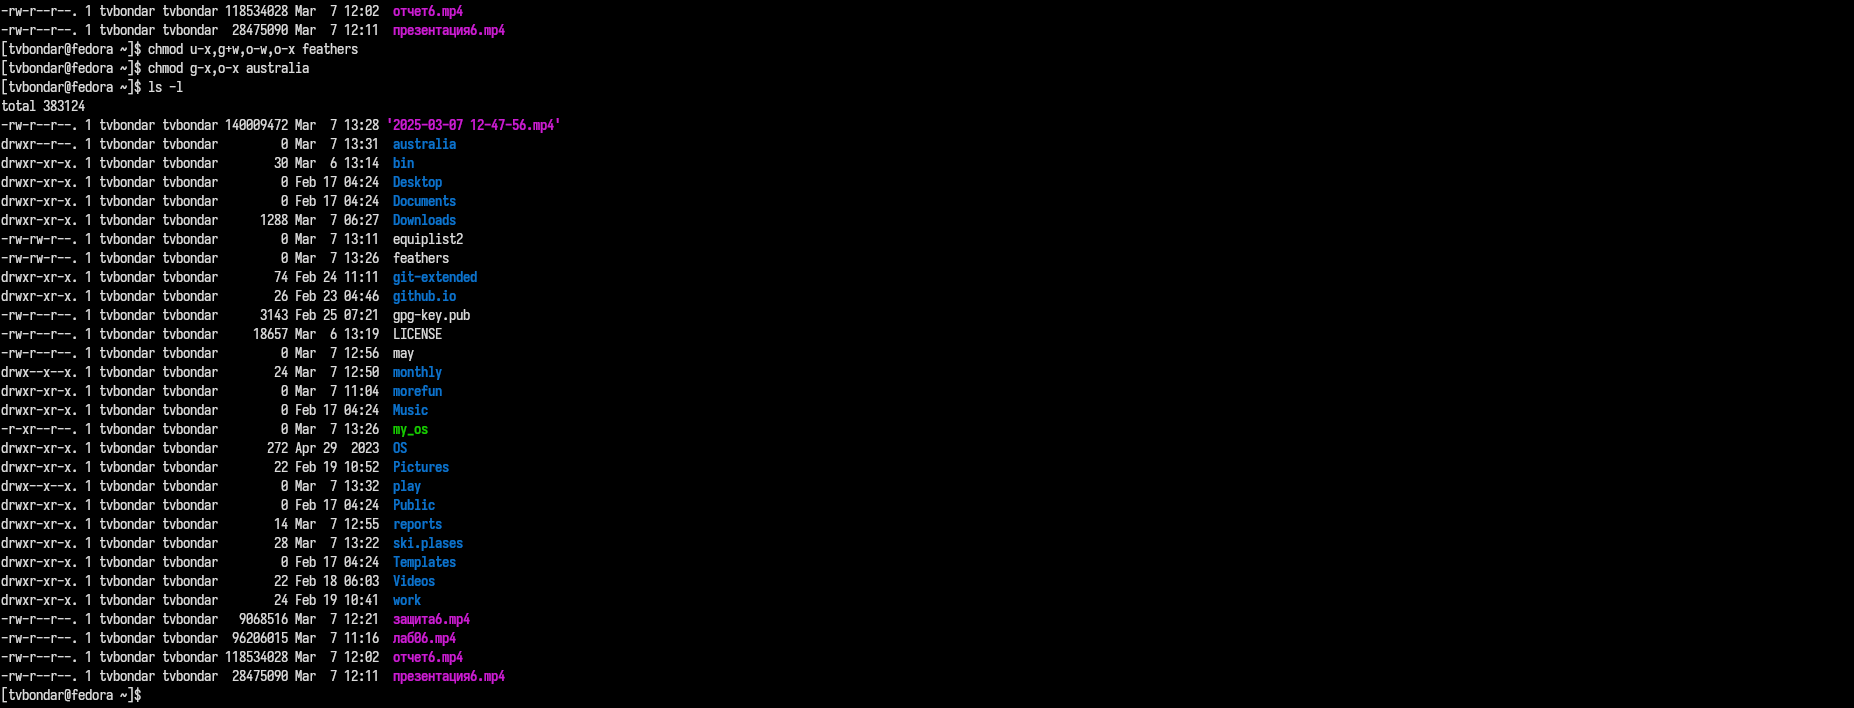 -rw-r--r--. 1 tvbondar tvbondar 118534028 Mar  7 12:02  отчет6.mp4
-rw-r--r--. 1 tvbondar tvbondar  28475090 Mar  7 12:11  презентация6.mp4
[tvbondar@fedora ~]$ chmod u-x,g+w,o-w,o-x feathers
[tvbondar@fedora ~]$ chmod g-x,o-x australia
[tvbondar@fedora ~]$ ls -l
total 383124
-rw-r--r--. 1 tvbondar tvbondar 140009472 Mar  7 13:28 '2025-03-07 12-47-56.mp4'
drwxr--r--. 1 tvbondar tvbondar         0 Mar  7 13:31  australia
drwxr-xr-x. 1 tvbondar tvbondar        30 Mar  6 13:14  bin
drwxr-xr-x. 1 tvbondar tvbondar         0 Feb 17 04:24  Desktop
drwxr-xr-x. 1 tvbondar tvbondar         0 Feb 17 04:24  Documents
drwxr-xr-x. 1 tvbondar tvbondar      1288 Mar  7 06:27  Downloads
-rw-rw-r--. 1 tvbondar tvbondar         0 Mar  7 13:11  equiplist2
-rw-rw-r--. 1 tvbondar tvbondar         0 Mar  7 13:26  feathers
drwxr-xr-x. 1 tvbondar tvbondar        74 Feb 24 11:11  git-extended
drwxr-xr-x. 1 tvbondar tvbondar        26 Feb 23 04:46  github.io
-rw-r--r--. 1 tvbondar tvbondar      3143 Feb 25 07:21  gpg-key.pub
-rw-r--r--. 1 tvbondar tvbondar     18657 Mar  6 13:19  LICENSE
-rw-r--r--. 1 tvbondar tvbondar         0 Mar  7 12:56  may
drwx--x--x. 1 tvbondar tvbondar        24 Mar  7 12:50  monthly
drwxr-xr-x. 1 tvbondar tvbondar         0 Mar  7 11:04  morefun
drwxr-xr-x. 1 tvbondar tvbondar         0 Feb 17 04:24  Music
-r-xr--r--. 1 tvbondar tvbondar         0 Mar  7 13:26  my_os
drwxr-xr-x. 1 tvbondar tvbondar       272 Apr 29  2023  OS
drwxr-xr-x. 1 tvbondar tvbondar        22 Feb 19 10:52  Pictures
drwx--x--x. 1 tvbondar tvbondar         0 Mar  7 13:32  play
drwxr-xr-x. 1 tvbondar tvbondar         0 Feb 17 04:24  Public
drwxr-xr-x. 1 tvbondar tvbondar        14 Mar  7 12:55  reports
drwxr-xr-x. 1 tvbondar tvbondar        28 Mar  7 13:22  ski.plases
drwxr-xr-x. 1 tvbondar tvbondar         0 Feb 17 04:24  Templates
drwxr-xr-x. 1 tvbondar tvbondar        22 Feb 18 06:03  Videos
drwxr-xr-x. 1 tvbondar tvbondar        24 Feb 19 10:41  work
-rw-r--r--. 1 tvbondar tvbondar   9068516 Mar  7 12:21  защита6.mp4
-rw-r--r--. 1 tvbondar tvbondar  96206015 Mar  7 11:16  лаб06.mp4
-rw-r--r--. 1 tvbondar tvbondar 118534028 Mar  7 12:02  отчет6.mp4
-rw-r--r--. 1 tvbondar tvbondar  28475090 Mar  7 12:11  презентация6.mp4
[tvbondar@fedora ~]$